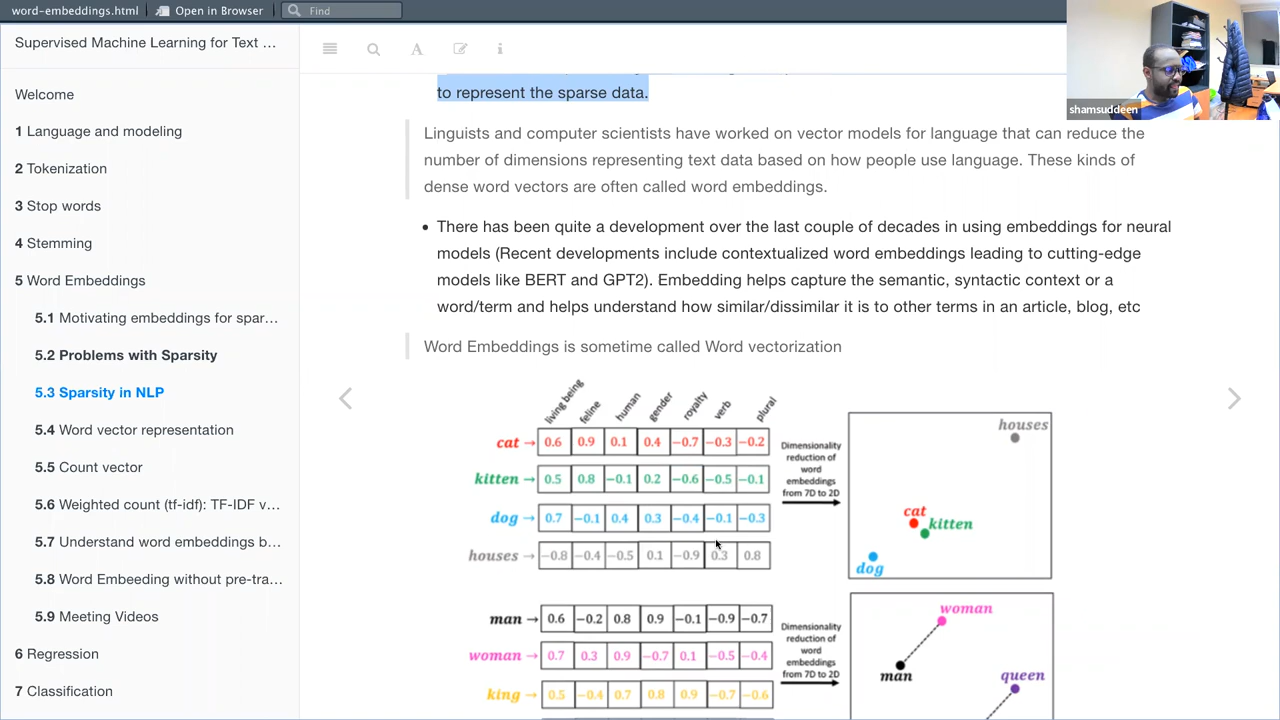 word-embeddings.html
Open in Browser
Find
Supervised Machine Learning for Text …
Welcome
1 Language and modeling
2 Tokenization
3 Stop words
4 Stemming
5 Word Embeddings
5.1 Motivating embeddings for spar…
5.2 Problems with Sparsity
5.3 Sparsity in NLP
5.4 Word vector representation
5.5 Count vector
5.6 Weighted count (tf-idf): TF-IDF v…
5.7 Understand word embeddings b…
5.8 Word Embeeding without pre-tra…
5.9 Meeting Videos
6 Regression
7 Classification
A
i
shamsuddeen
to represent the sparse data.
Linguists and computer scientists have worked on vector models for language that can reduce the
number of dimensions representing text data based on how people use language. These kinds of
dense word vectors are often called word embeddings.
• There has been quite a development over the last couple of decades in using embeddings for neural
models (Recent developments include contextualized word embeddings leading to cutting-edge
models like BERT and GPT2). Embedding helps capture the semantic, syntactic context or a
word/term and helps understand how similar/dissimilar it is to other terms in an article, blog, etc
Word Embeddings is sometime called Word vectorization
living being feline human gender royalty verb plural
cat → 0.6 0.9 0.1 0.4 −0.7 −0.3 −0.2
kitten → 0.5 0.8 −0.1 0.2 −0.6 −0.5 −0.1
dog → 0.7 −0.1 0.4 0.3 −0.4 −0.1 −0.3
houses → −0.8 −0.4 −0.5 0.1 −0.9 0.3 0.8
Dimensionality
reduction of
word
embeddings
from 7D to 2D
houses
cat
kitten
dog
man → 0.6 −0.2 0.8 0.9 −0.1 −0.9 −0.7
woman → 0.7 0.3 0.9 −0.7 0.1 −0.5 −0.4
king → 0.5 −0.4 0.7 0.8 0.9 −0.7 −0.6
Dimensionality
reduction of
word
embeddings
from 7D to 2D
woman
man
queen